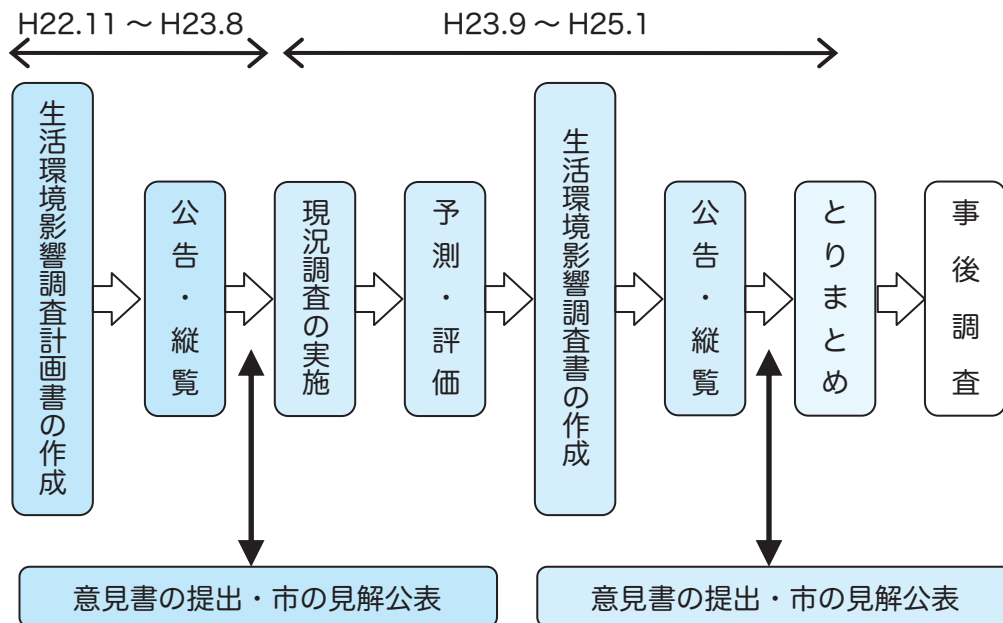 H22.11 ～ H23.8
H23.9 ～ H25.1
生活環境影響調査計画書の作成
公告・縦覧
現況調査の実施
予測・評価
生活環境影響調査書の作成
公告・縦覧
とりまとめ
事後調査
意見書の提出・市の見解公表
意見書の提出・市の見解公表